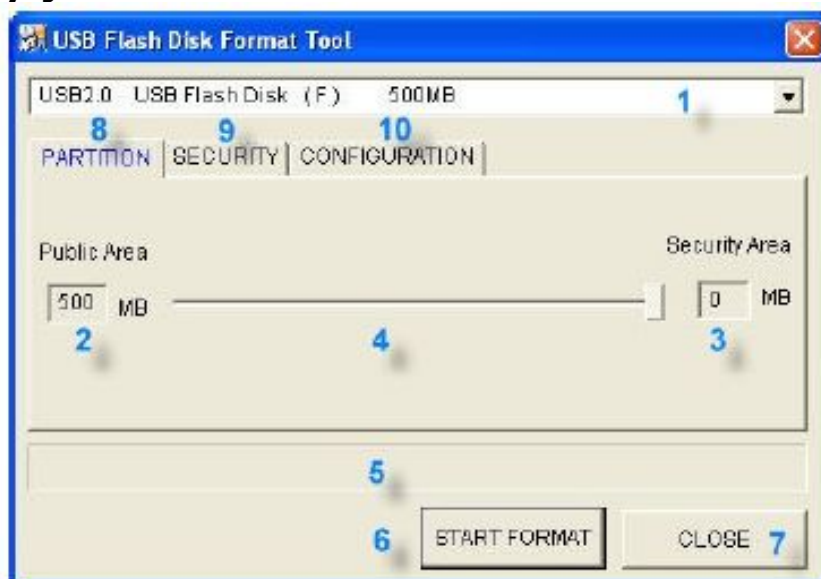 USB Flash Disk Format Tool
USB2.0 USB Flash Disk (F) 500MB 1
8 9 10
PARTITION SECURITY CONFIGURATION
Public Area Security Area
500 MB 0 MB
2 4 3
5
6 START FORMAT CLOSE 7